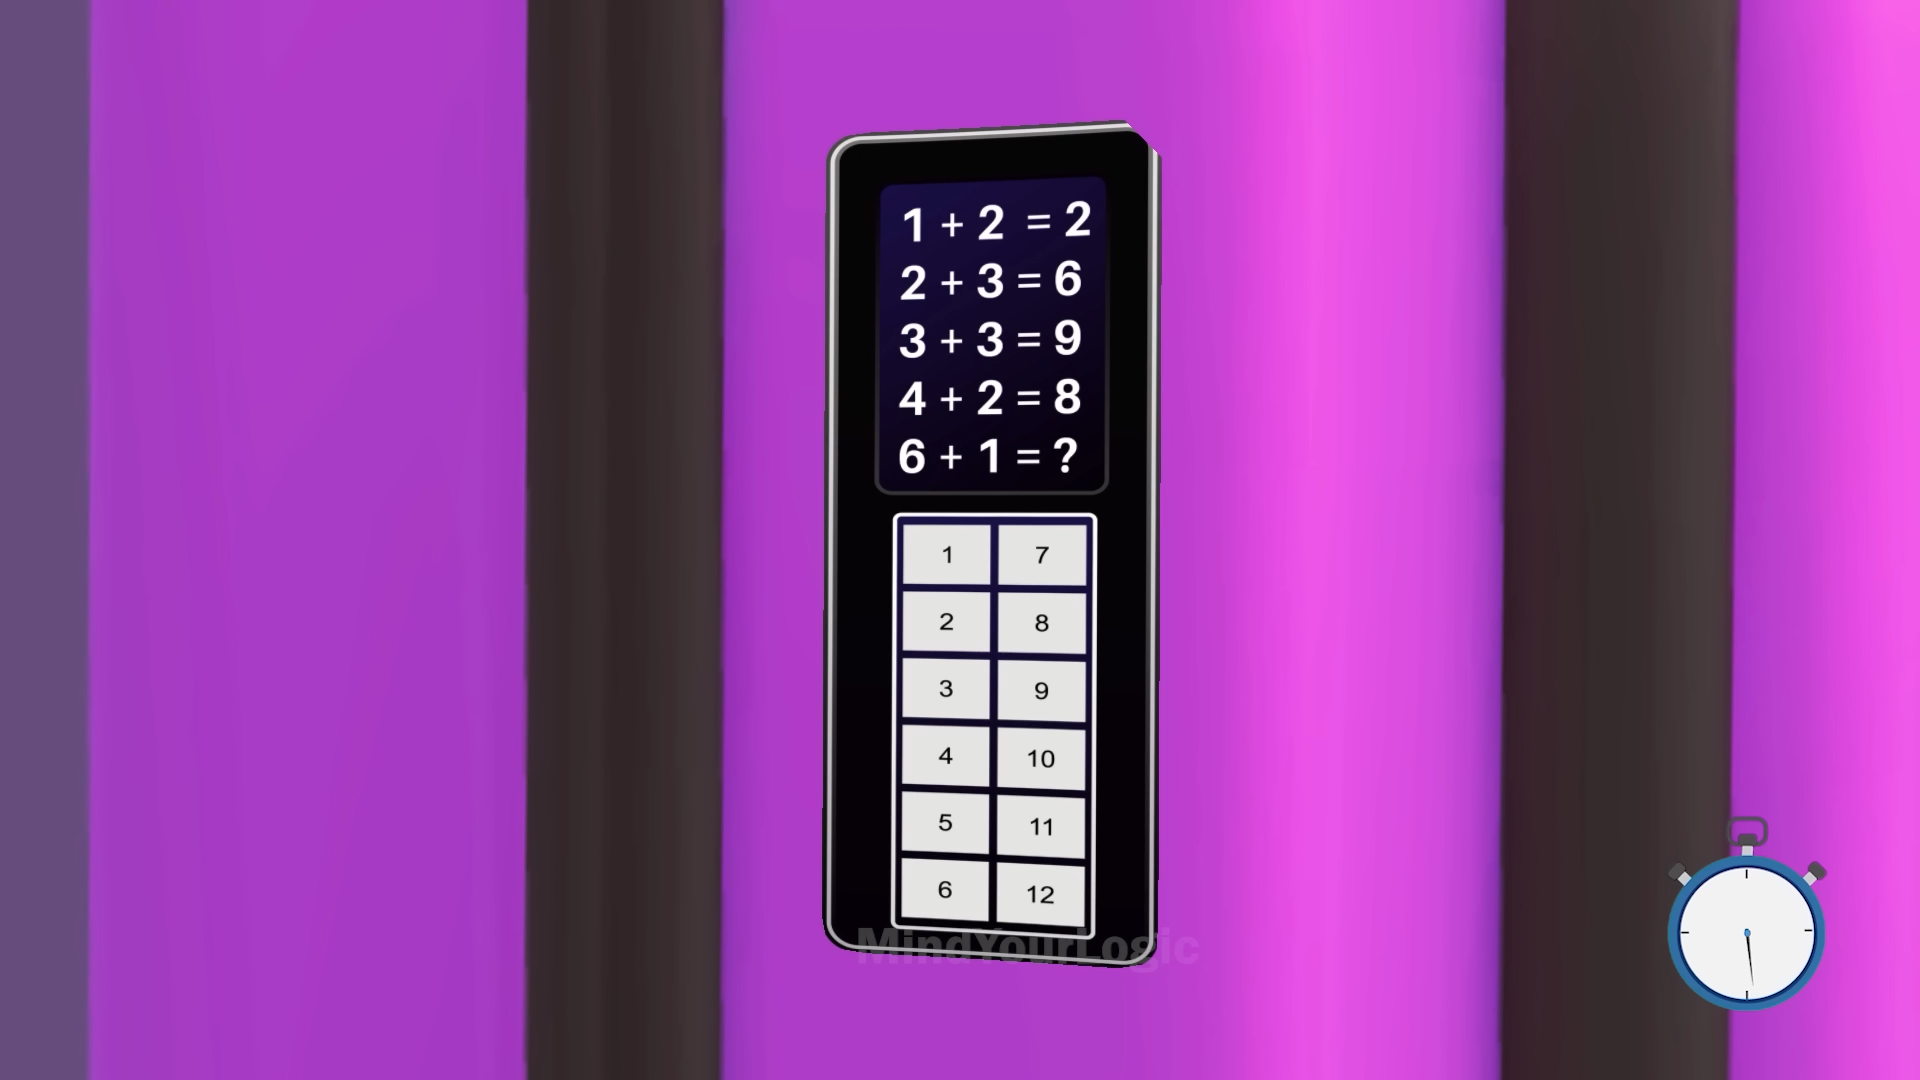 1 + 2 = 2
2 + 3 = 6
3 + 3 = 9
4 + 2 = 8
6 + 1 = ?
1 7
2 8
3 9
4 10
5 11
6 12
MindYourLogic